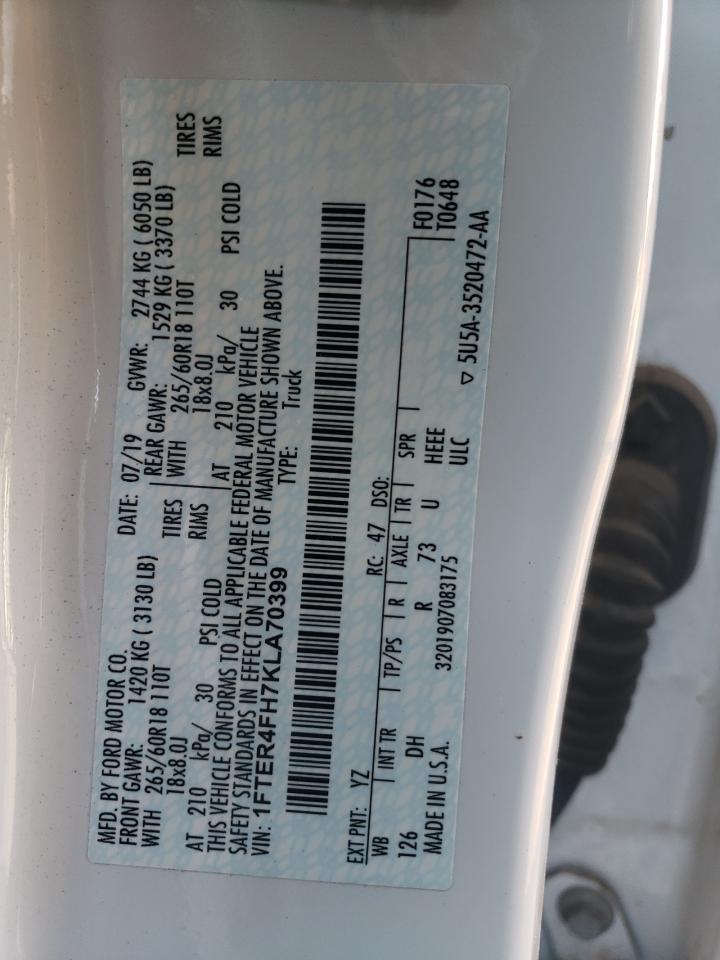 MFD. BY FORD MOTOR CO.
DATE: 07/19 GVWR: 2744 KG ( 6050 LB)
FRONT GAWR: 1420 KG ( 3130 LB)
REAR GAWR: 1529 KG ( 3370 LB)
WITH 265/60R18 110T TIRES
WITH 265/60R18 110T TIRES
18x8.0J RIMS
18x8.0J RIMS
AT 210 kPa/ 30 PSI COLD
AT 210 kPa/ 30 PSI COLD
THIS VEHICLE CONFORMS TO ALL APPLICABLE FEDERAL MOTOR VEHICLE
SAFETY STANDARDS IN EFFECT ON THE DATE OF MANUFACTURE SHOWN ABOVE.
VIN: 1FTER4FH7KLA70399 TYPE: Truck
EXT PNT: YZ RC: 47 DSO:
WB INT TR TP/PS R AXLE TR SPR F0176
T0648
126 DH R 73 U HEEE
MADE IN U.S.A. 3201907083175 ULC
▽ 5U5A-3520472-AA